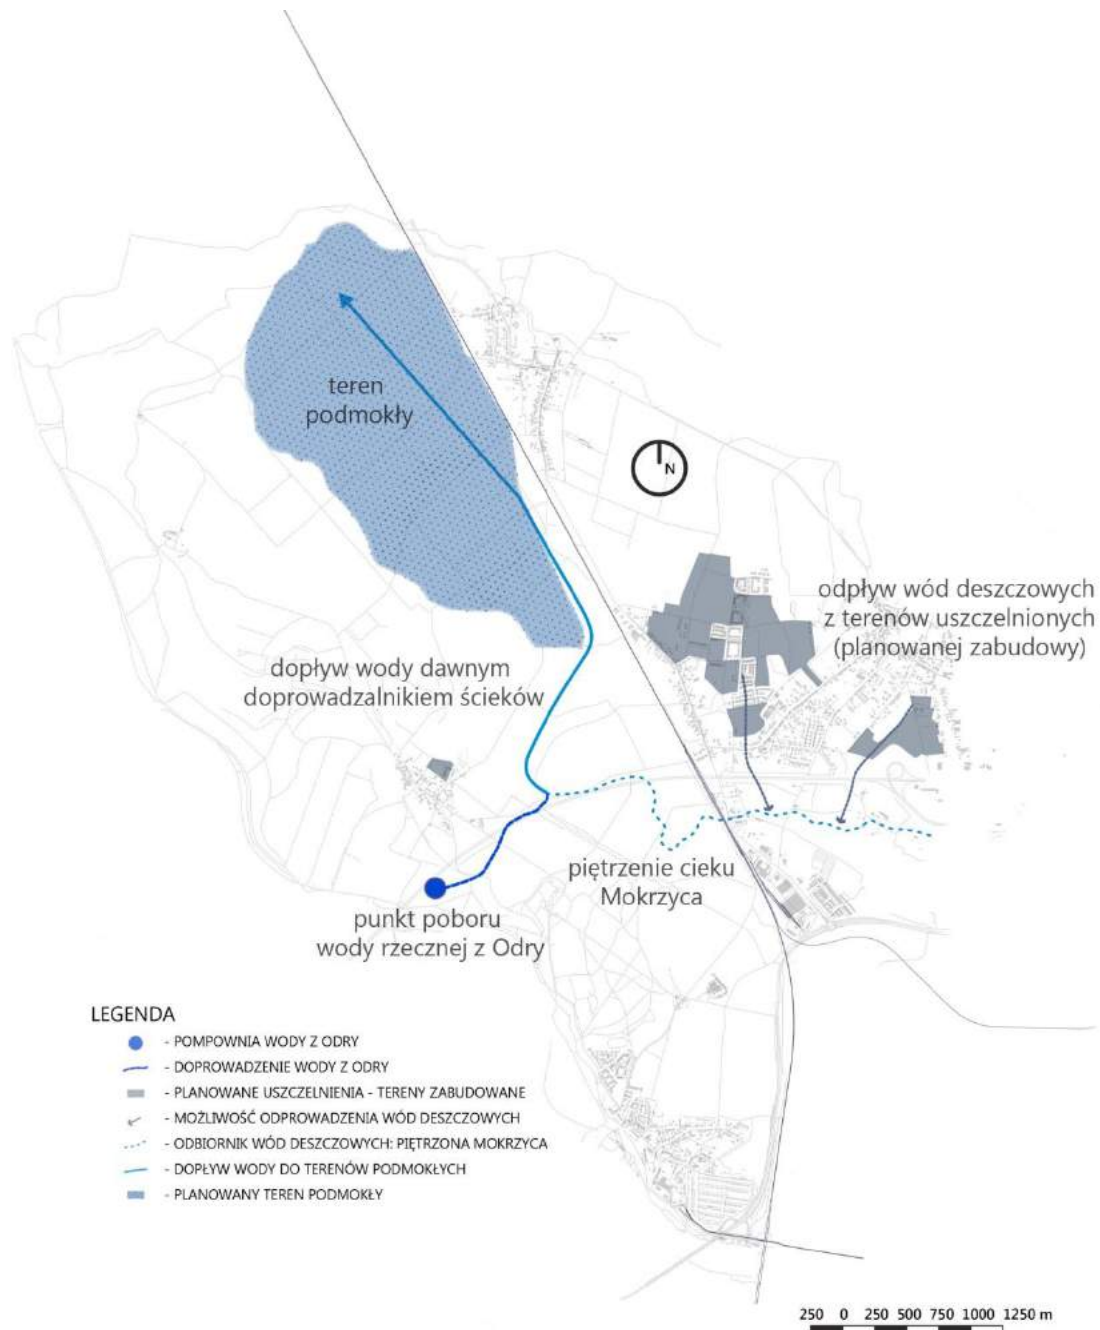 teren
podmokły
N
odpływ wód deszczowych
z terenów uszczelnionych
(planowanej zabudowy)
dopływ wody dawnym
doprowadzalnikiem ścieków
piętrzenie cieku
Mokrzyca
punkt poboru
wody rzecznej z Odry
LEGENDA
- POMPOWNIA WODY Z ODRY
- DOPROWADZENIE WODY Z ODRY
- PLANOWANE USZCZELNIENIA - TERENY ZABUDOWANE
- MOŻLIWOŚĆ ODPROWADZENIA WÓD DESZCZOWYCH
- ODBIORNIK WÓD DESZCZOWYCH: PIĘTRZONA MOKRZYCA
- DOPŁYW WODY DO TERENÓW PODMOKŁYCH
- PLANOWANY TEREN PODMOKŁY
250 0 250 500 750 1000 1250 m